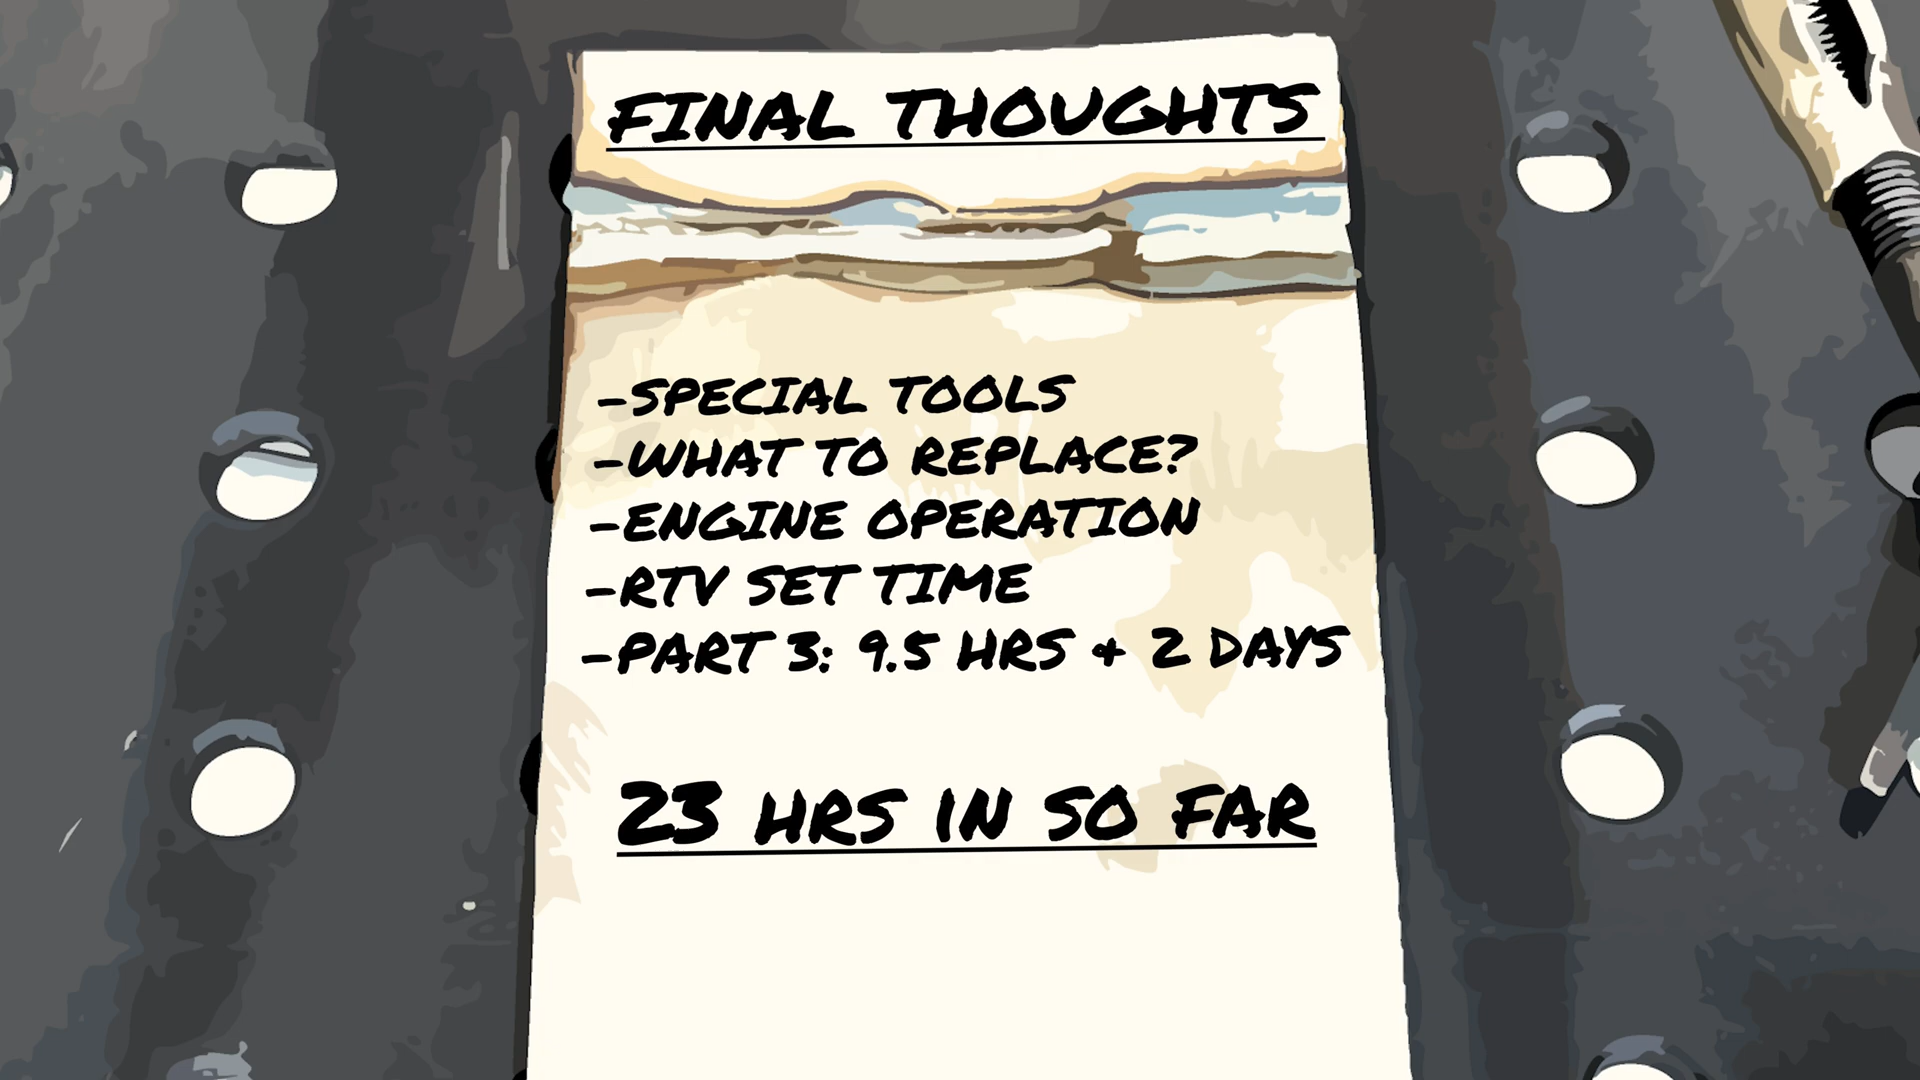 FINAL THOUGHTS
-SPECIAL TOOLS
-WHAT TO REPLACE?
-ENGINE OPERATION
-RTV SET TIME
-PART 3: 9.5 HRS & 2 DAYS
23 HRS IN SO FAR